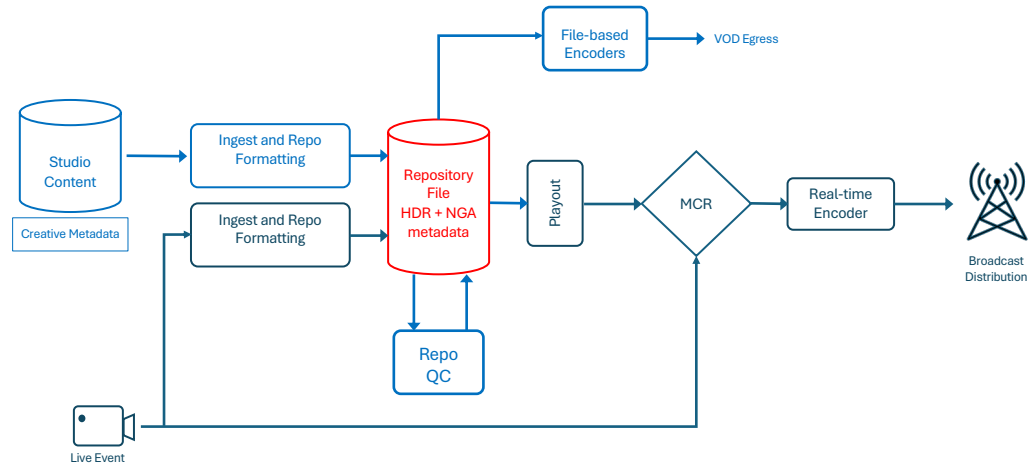 File-based
Encoders
VOD Egress
Studio
Content
Creative Metadata
Ingest and Repo
Formatting
Ingest and Repo
Formatting
Repository
File
HDR + NGA
metadata
Repo
QC
Playout
MCR
Real-time
Encoder
Broadcast
Distribution
Live Event